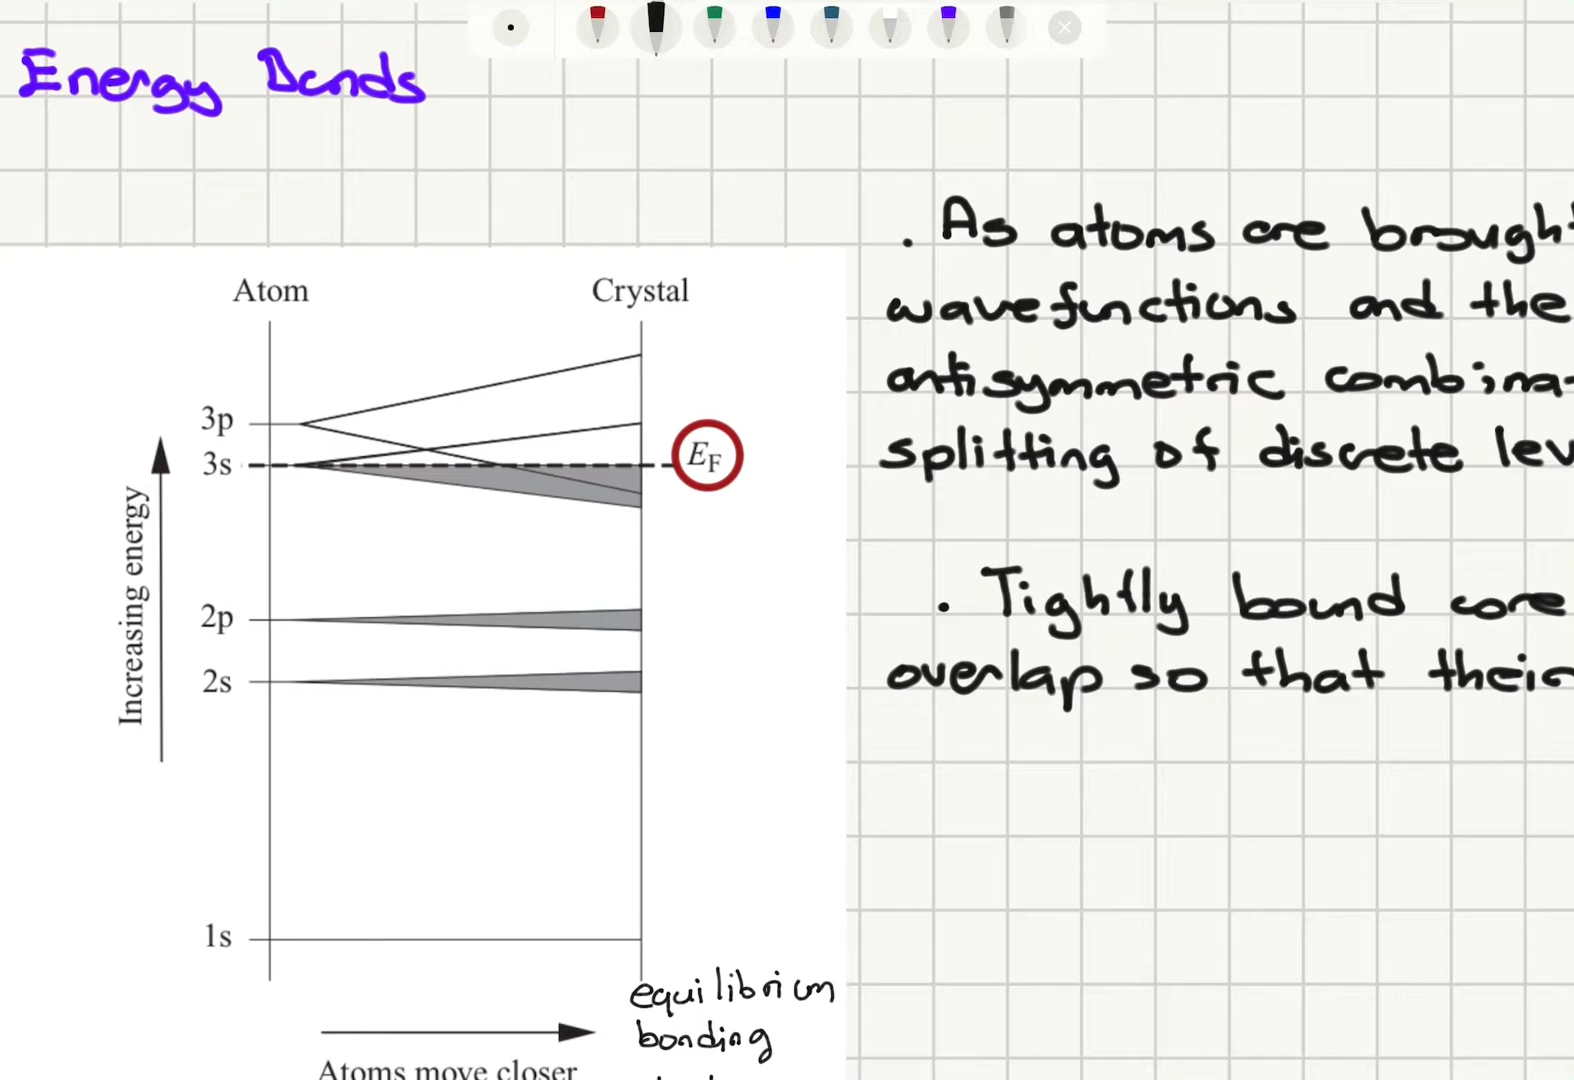 Energy Bands
Atom
Crystal
3p
3s
E_F
2p
2s
1s
Increasing energy
Atoms move closer
equilibrium
bonding
. As atoms are brought
wavefunctions and the
antisymmetric combina
splitting of discrete lev
. Tightly bound core
overlap so that their